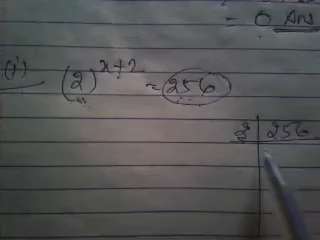 = 0 Ans
(i) (2)^{x+2} = 256
2 | 256